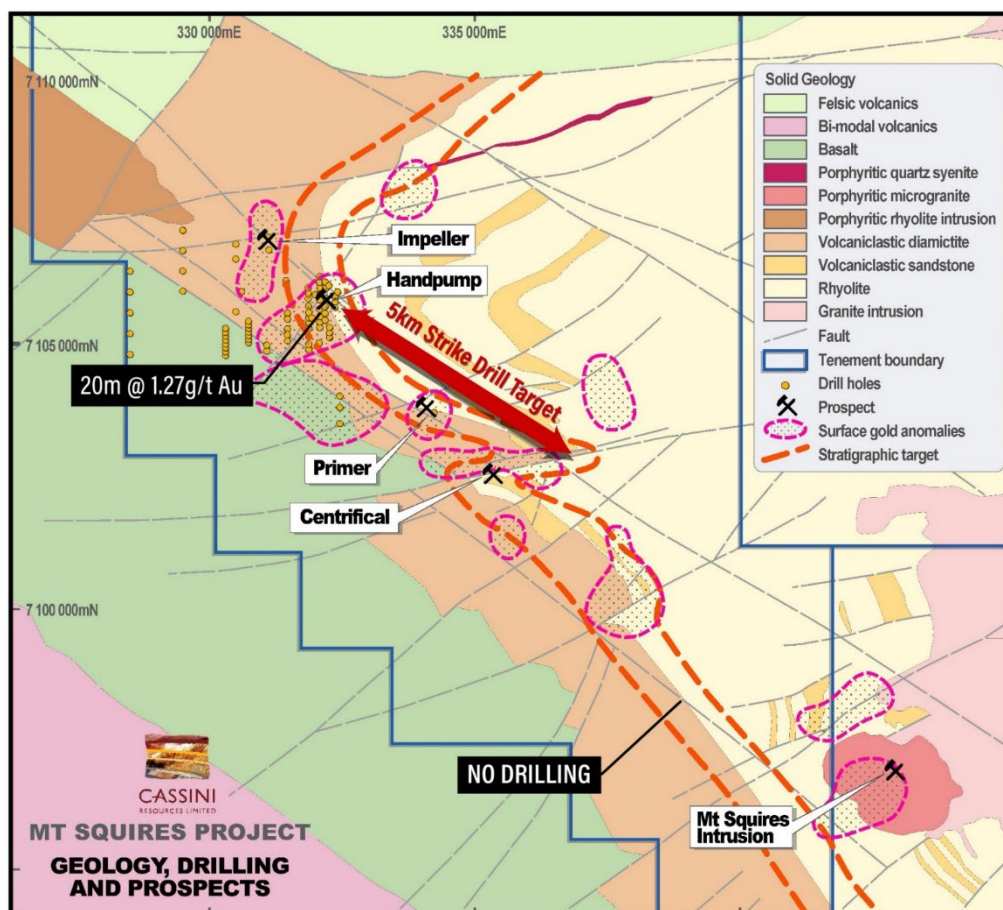 330 000mE
335 000mE
7 110 000mN
7 105 000mN
7 100 000mN
Solid Geology
Felsic volcanics
Bi-modal volcanics
Basalt
Porphyritic quartz syenite
Porphyritic microgranite
Porphyritic rhyolite intrusion
Volcaniclastic diamictite
Volcaniclastic sandstone
Rhyolite
Granite intrusion
Fault
Tenement boundary
Drill holes
Prospect
Surface gold anomalies
Stratigraphic target
Impeller
Handpump
5km Strike Drill Target
20m @ 1.27g/t Au
Primer
Centrifical
NO DRILLING
Mt Squires
Intrusion
CASSINI
RESOURCES LIMITED
MT SQUIRES PROJECT
GEOLOGY, DRILLING
AND PROSPECTS